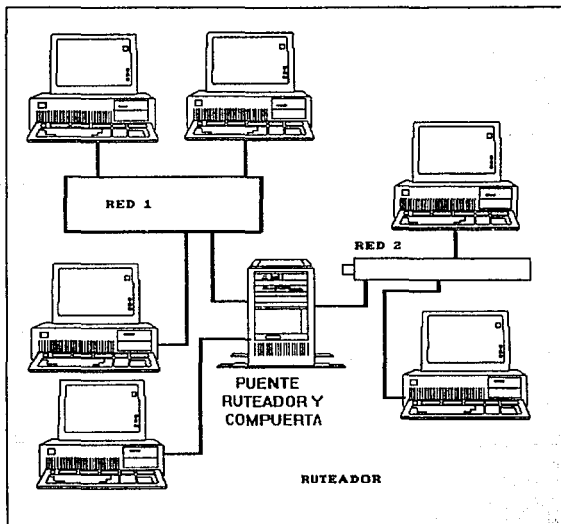 RED 1
RED 2
PUENTE
RUTEADOR Y
COMPUERTA
RUTEADOR